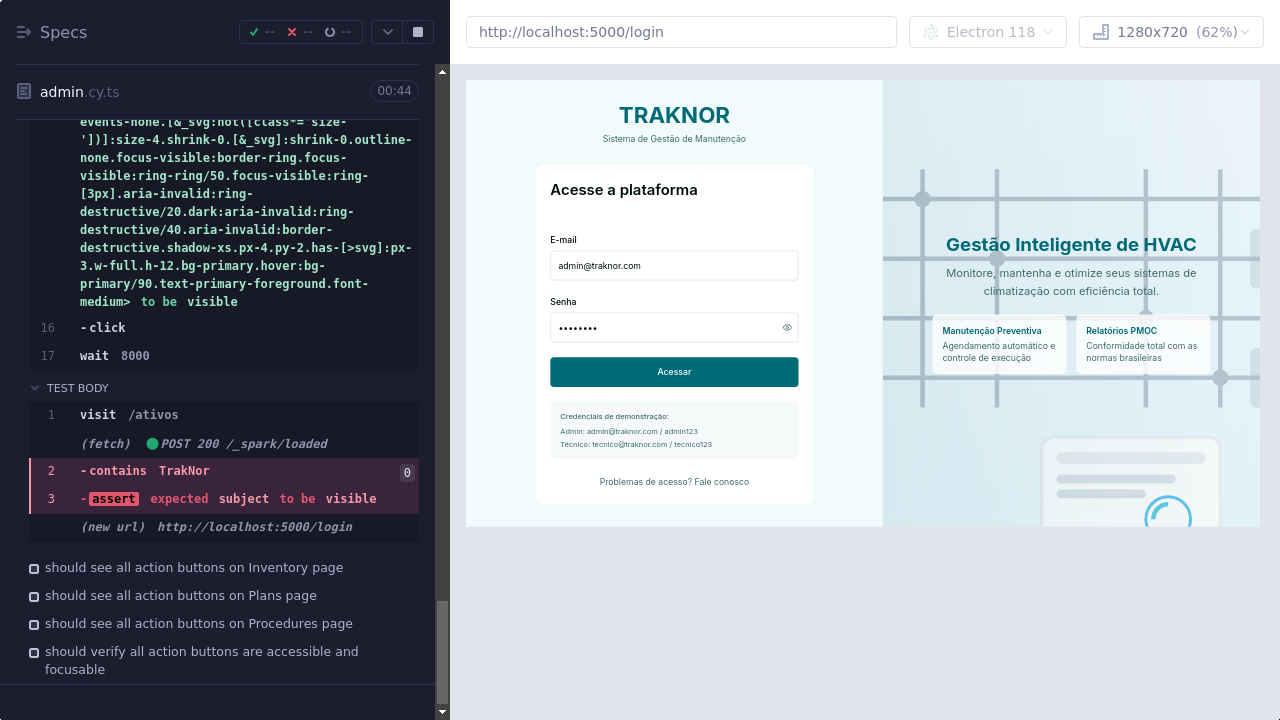 Specs
-- -- --
admin.cy.ts
00:44
events-none.[&_svg:not([class*='size-
'])]:size-4.shrink-0.[&_svg]:shrink-0.outline-
none.focus-visible:border-ring.focus-
visible:ring-ring/50.focus-visible:ring-
[3px].aria-invalid:ring-
destructive/20.dark:aria-invalid:ring-
destructive/40.aria-invalid:border-
destructive.shadow-xs.px-4.py-2.has-[>svg]:px-
3.w-full.h-12.bg-primary.hover:bg-
primary/90.text-primary-foreground.font-
medium> to be visible
16 -click
17 wait 8000
TEST BODY
1 visit /ativos
(fetch) POST 200 /_spark/loaded
2 -contains TrakNor 0
3 -assert expected subject to be visible
(new url) http://localhost:5000/login
should see all action buttons on Inventory page
should see all action buttons on Plans page
should see all action buttons on Procedures page
should verify all action buttons are accessible and
focusable
http://localhost:5000/login
Electron 118
1280x720 (62%)
TRAKNOR
Sistema de Gestão de Manutenção
Acesse a plataforma
E-mail
admin@traknor.com
Senha
••••••••
Acessar
Credenciais de demonstração:
Admin: admin@traknor.com / admin123
Técnico: tecnico@traknor.com / tecnico123
Problemas de acesso? Fale conosco
Gestão Inteligente de HVAC
Monitore, mantenha e otimize seus sistemas de
climatização com eficiência total.
Manutenção Preventiva
Agendamento automático e
controle de execução
Relatórios PMOC
Conformidade total com as
normas brasileiras